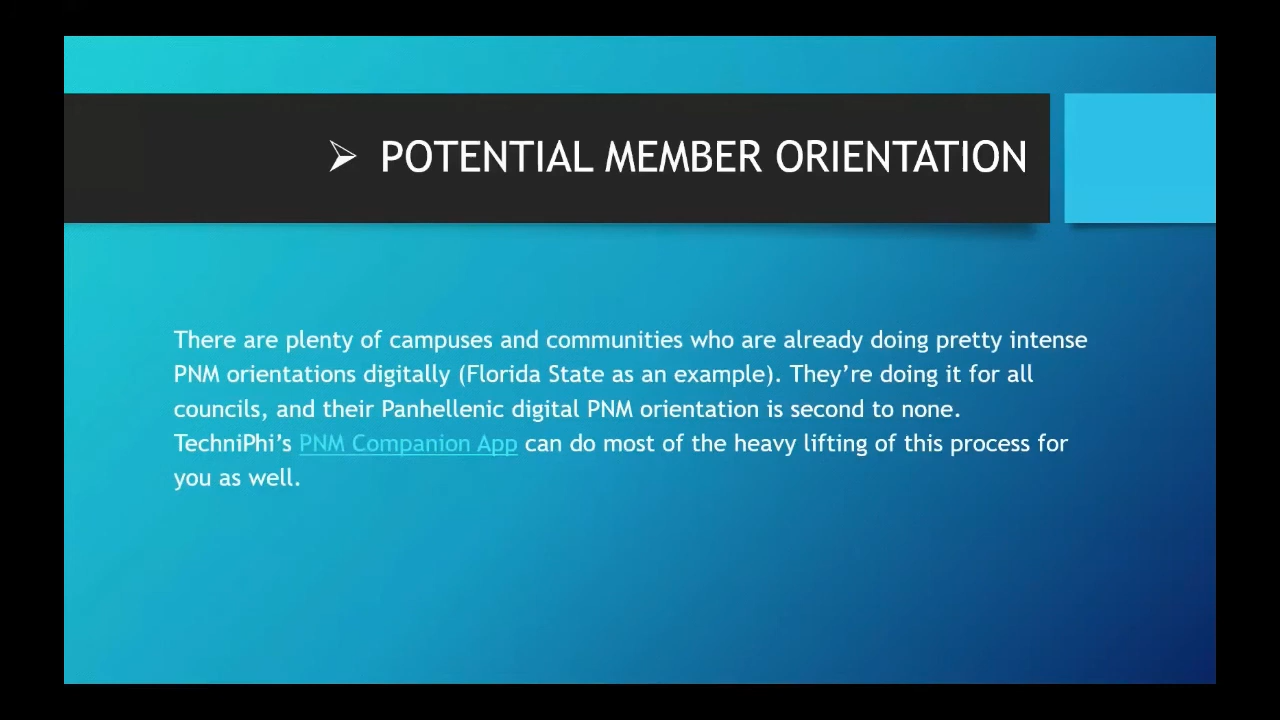 ➢ POTENTIAL MEMBER ORIENTATION
There are plenty of campuses and communities who are already doing pretty intense
PNM orientations digitally (Florida State as an example). They’re doing it for all
councils, and their Panhellenic digital PNM orientation is second to none.
TechniPhi’s PNM Companion App can do most of the heavy lifting of this process for
you as well.